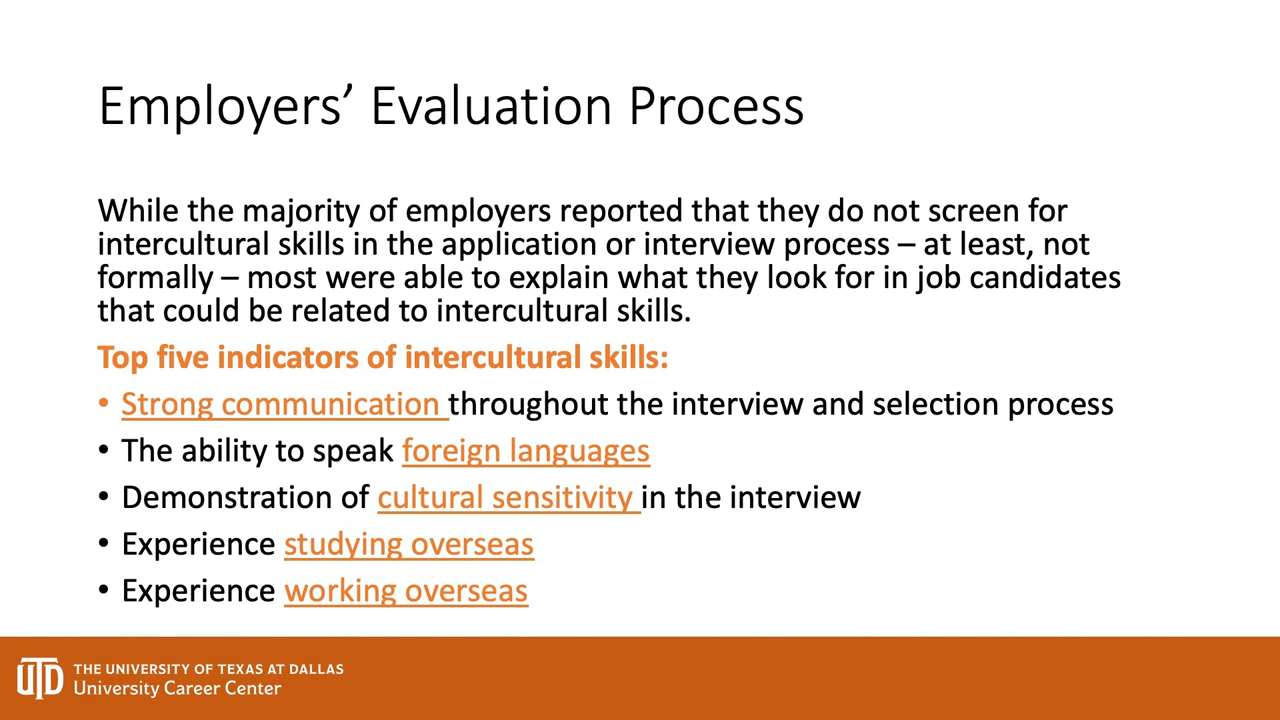 Employers’ Evaluation Process
While the majority of employers reported that they do not screen for
intercultural skills in the application or interview process – at least, not
formally – most were able to explain what they look for in job candidates
that could be related to intercultural skills.
Top five indicators of intercultural skills:
• Strong communication throughout the interview and selection process
• The ability to speak foreign languages
• Demonstration of cultural sensitivity in the interview
• Experience studying overseas
• Experience working overseas
UTD THE UNIVERSITY OF TEXAS AT DALLAS
University Career Center